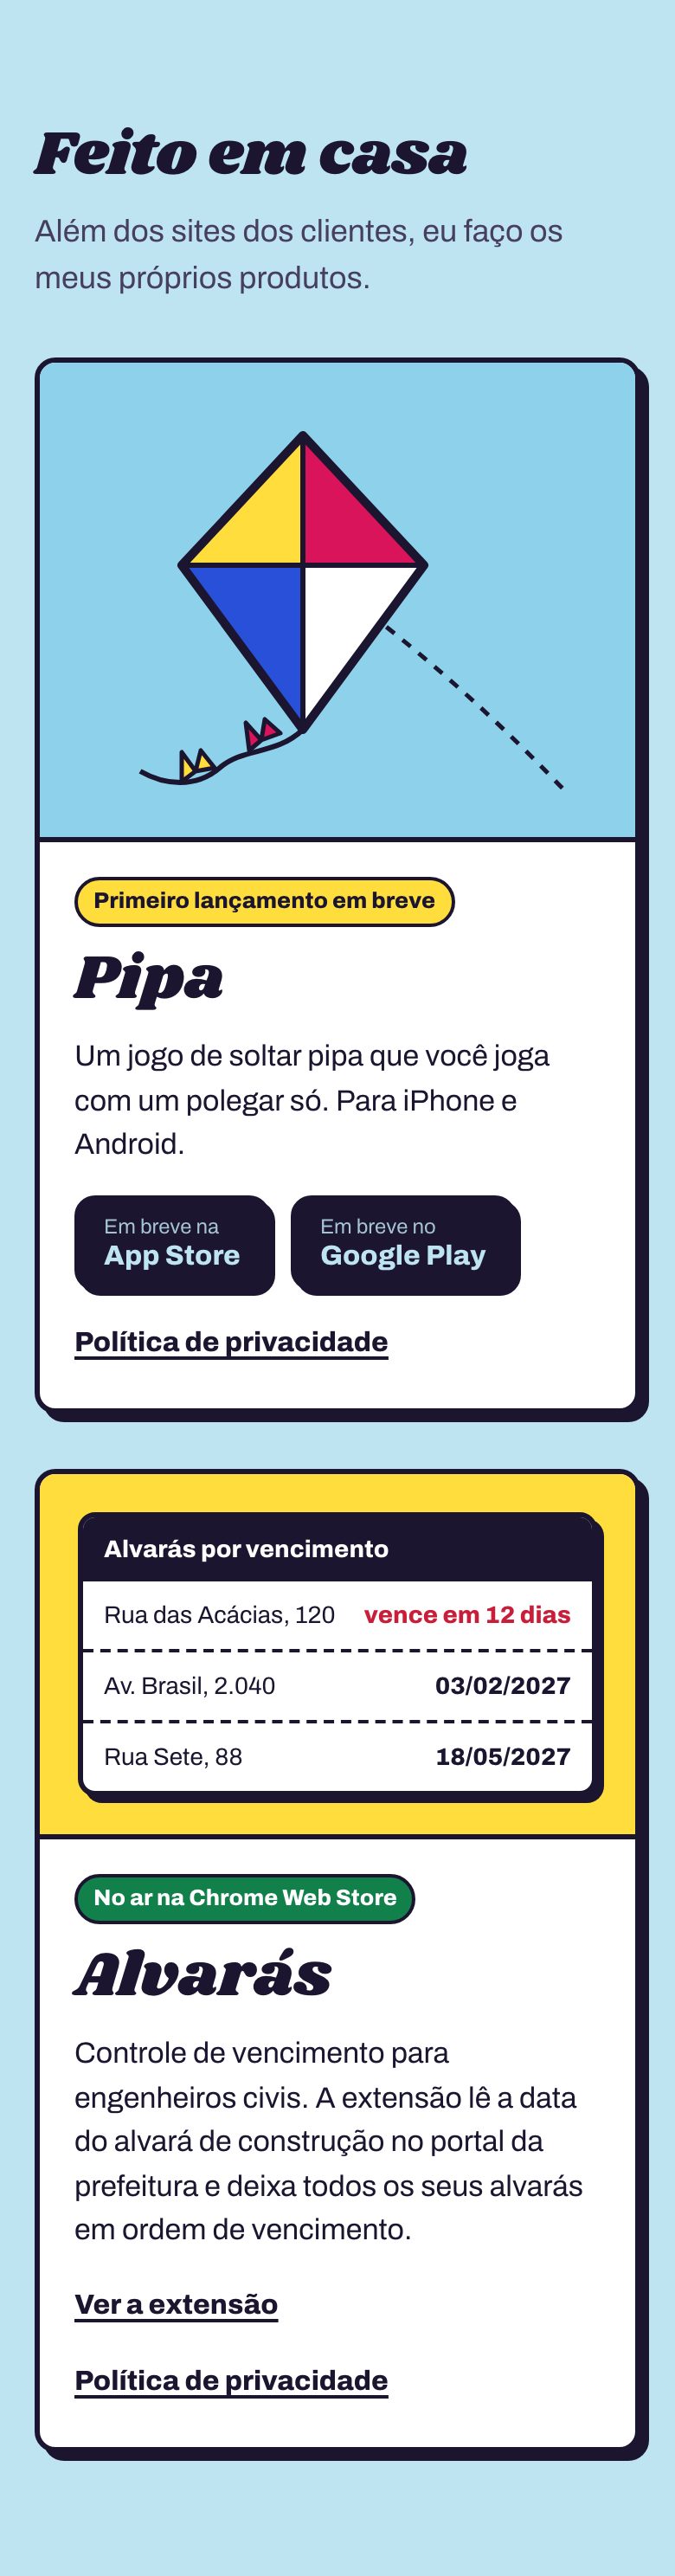 Feito em casa
Além dos sites dos clientes, eu faço os
meus próprios produtos.
Primeiro lançamento em breve
Pipa
Um jogo de soltar pipa que você joga
com um polegar só. Para iPhone e
Android.
Em breve na
App Store
Em breve no
Google Play
Política de privacidade
Alvarás por vencimento
Rua das Acácias, 120 vence em 12 dias
Av. Brasil, 2.040 03/02/2027
Rua Sete, 88 18/05/2027
No ar na Chrome Web Store
Alvarás
Controle de vencimento para
engenheiros civis. A extensão lê a data
do alvará de construção no portal da
prefeitura e deixa todos os seus alvarás
em ordem de vencimento.
Ver a extensão
Política de privacidade